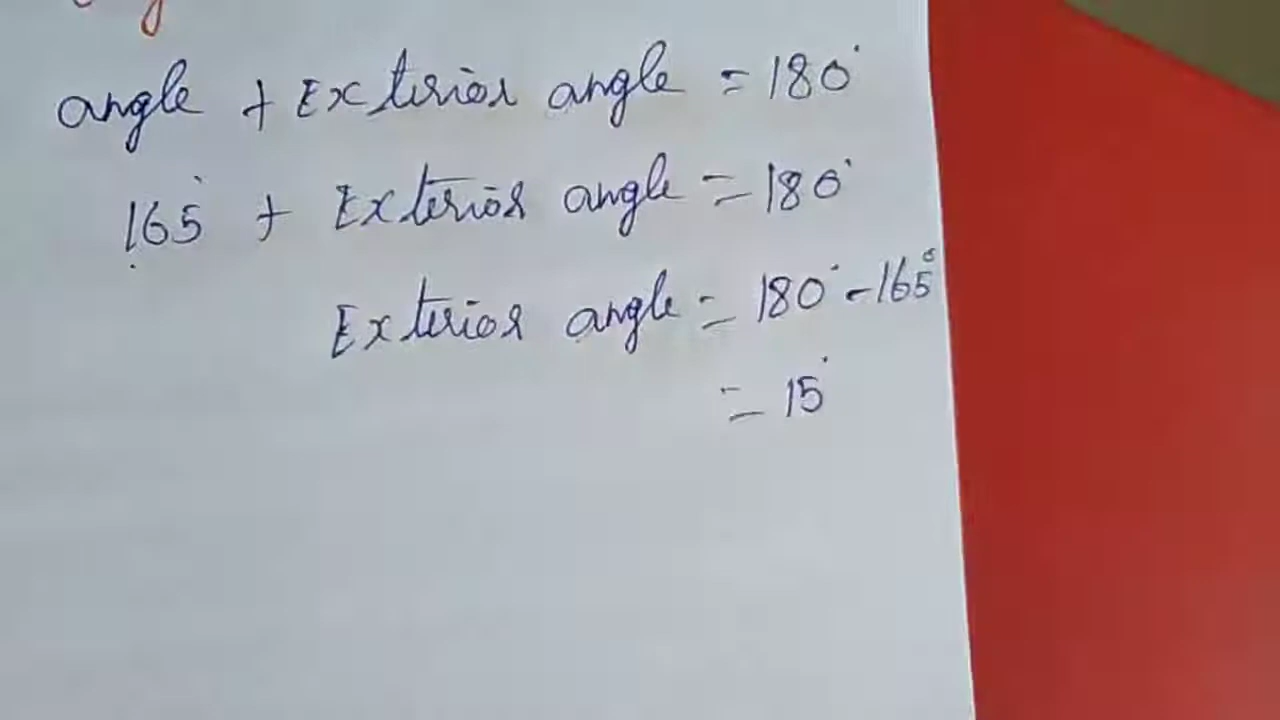 angle + Exterior angle = 180°
165° + Exterior angle = 180°
Exterior angle = 180° - 165°
= 15°